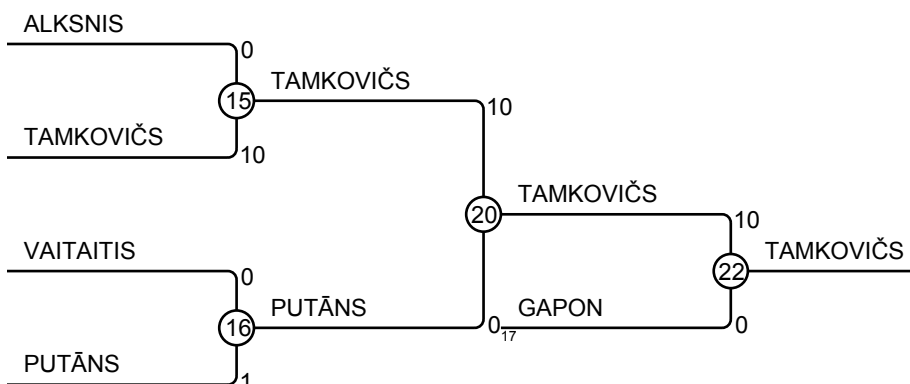 ALKSNIS
0
15
TAMKOVIČS
10
TAMKOVIČS
10
20
TAMKOVIČS
10
22
TAMKOVIČS
VAITAITIS
0
16
PUTĀNS
0
17
GAPON
0
PUTĀNS
1